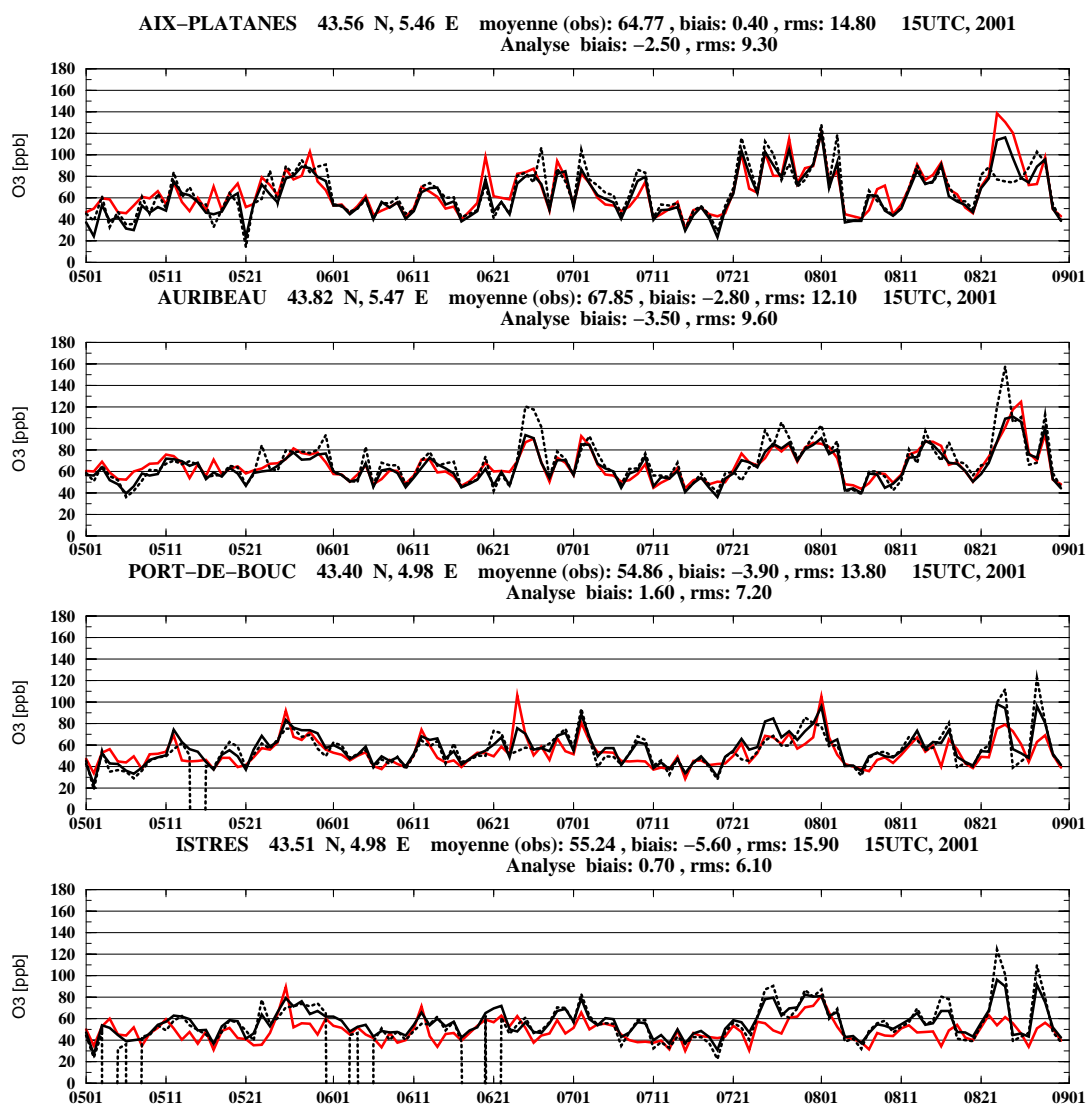 AIX−PLATANES 43.56 N, 5.46 E moyenne (obs): 64.77 , biais: 0.40 , rms: 14.80 15UTC, 2001
Analyse biais: −2.50 , rms: 9.30
180
160
140
120
100
80
60
40
20
0
O3 [ppb]
0501 0511 0521 0601 0611 0621 0701 0711 0721 0801 0811 0821 0901
AURIBEAU 43.82 N, 5.47 E moyenne (obs): 67.85 , biais: −2.80 , rms: 12.10 15UTC, 2001
Analyse biais: −3.50 , rms: 9.60
180
160
140
120
100
80
60
40
20
0
O3 [ppb]
0501 0511 0521 0601 0611 0621 0701 0711 0721 0801 0811 0821 0901
PORT−DE−BOUC 43.40 N, 4.98 E moyenne (obs): 54.86 , biais: −3.90 , rms: 13.80 15UTC, 2001
Analyse biais: 1.60 , rms: 7.20
180
160
140
120
100
80
60
40
20
0
O3 [ppb]
0501 0511 0521 0601 0611 0621 0701 0711 0721 0801 0811 0821 0901
ISTRES 43.51 N, 4.98 E moyenne (obs): 55.24 , biais: −5.60 , rms: 15.90 15UTC, 2001
Analyse biais: 0.70 , rms: 6.10
180
160
140
120
100
80
60
40
20
0
O3 [ppb]
0501 0511 0521 0601 0611 0621 0701 0711 0721 0801 0811 0821 0901